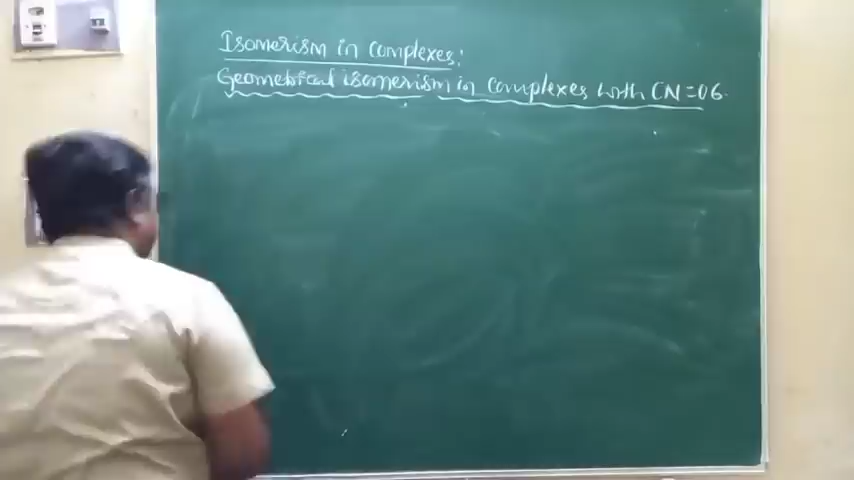 Isomerism in complexes:
Geometrical isomerism in complexes with CN=06.